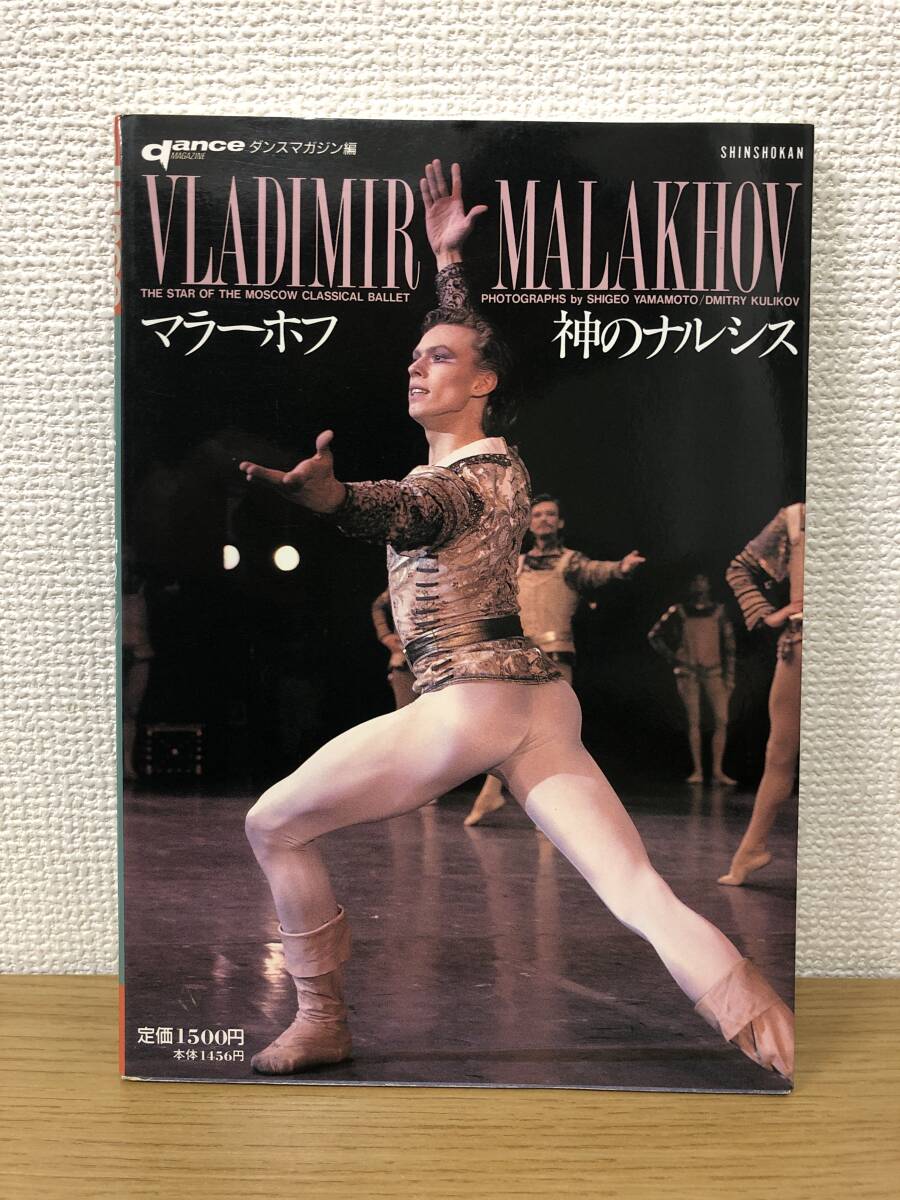 dance ダンスマガジン編
MAGAZINE
SHINSHOKAN
VLADIMIR MALAKHOV
THE STAR OF THE MOSCOW CLASSICAL BALLET
PHOTOGRAPHS by SHIGEO YAMAMOTO/DMITRY KULIKOV
マラーホフ 神のナルシス
定価1500円
本体1456円